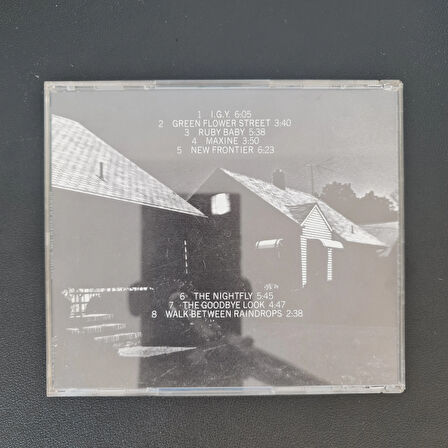 1 I.G.Y. 6:05
2 GREEN FLOWER STREET 3:40
3 RUBY BABY 5:38
4 MAXINE 3:50
5 NEW FRONTIER 6:23
6 THE NIGHTFLY 5:45
7 THE GOODBYE LOOK 4:47
8 WALK BETWEEN RAINDROPS 2:38